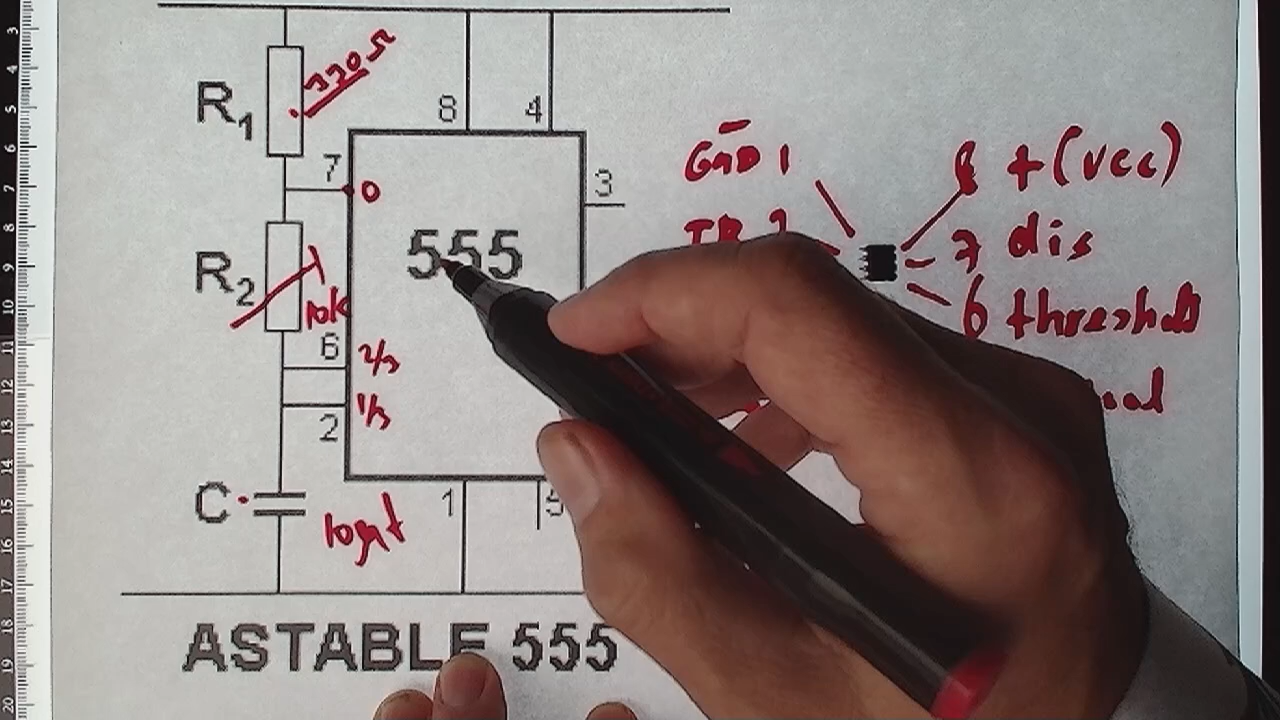 R1 330Ω
8 4
7 0
3
555
R2 10k
6 2/3
2 1/3
C
1 5
ASTABLE 555
GND 1
8 +(Vcc)
7 dis
6 threshold